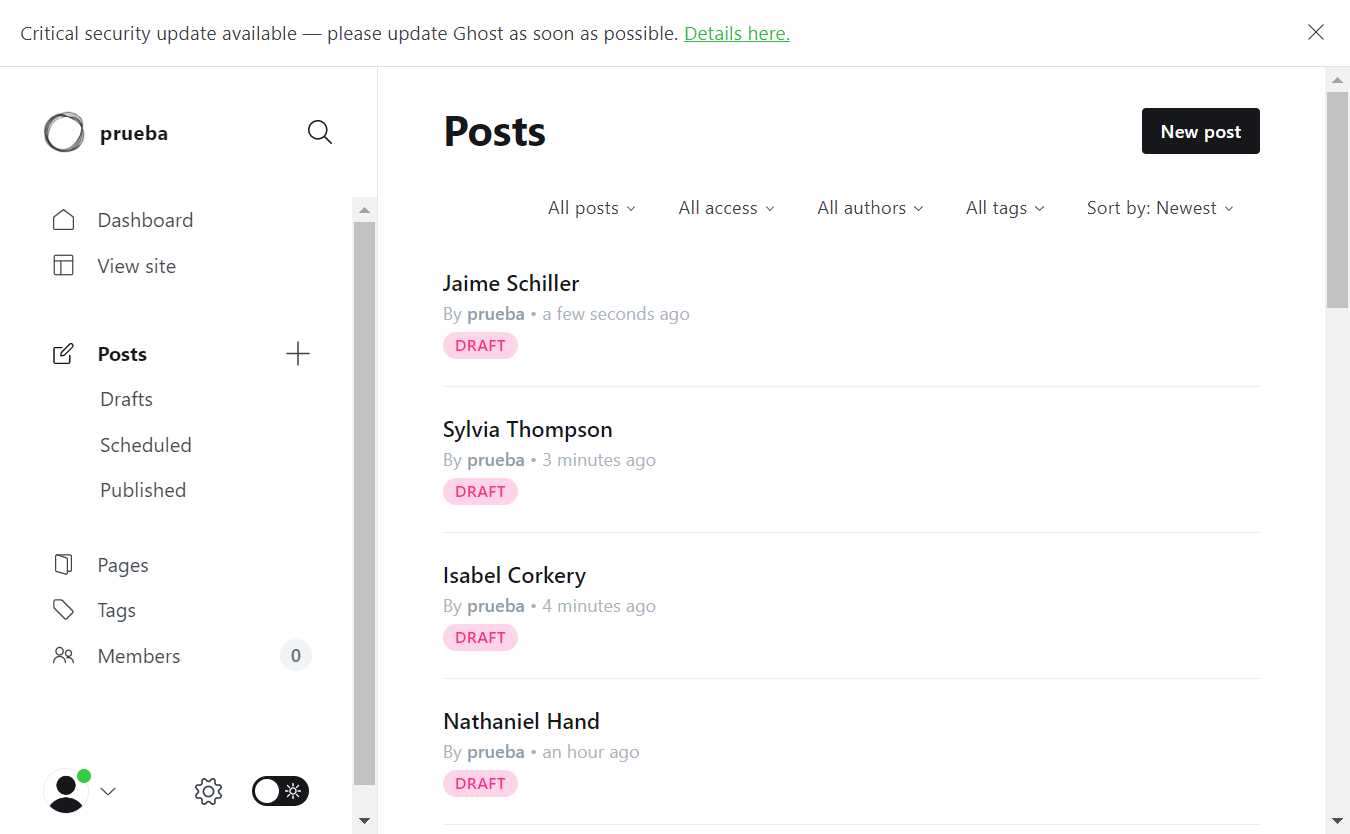 Critical security update available — please update Ghost as soon as possible. Details here.
prueba
Dashboard
View site
Posts
Drafts
Scheduled
Published
Pages
Tags
Members 0
Posts
New post
All posts All access All authors All tags Sort by: Newest
Jaime Schiller
By prueba • a few seconds ago
DRAFT
Sylvia Thompson
By prueba • 3 minutes ago
DRAFT
Isabel Corkery
By prueba • 4 minutes ago
DRAFT
Nathaniel Hand
By prueba • an hour ago
DRAFT